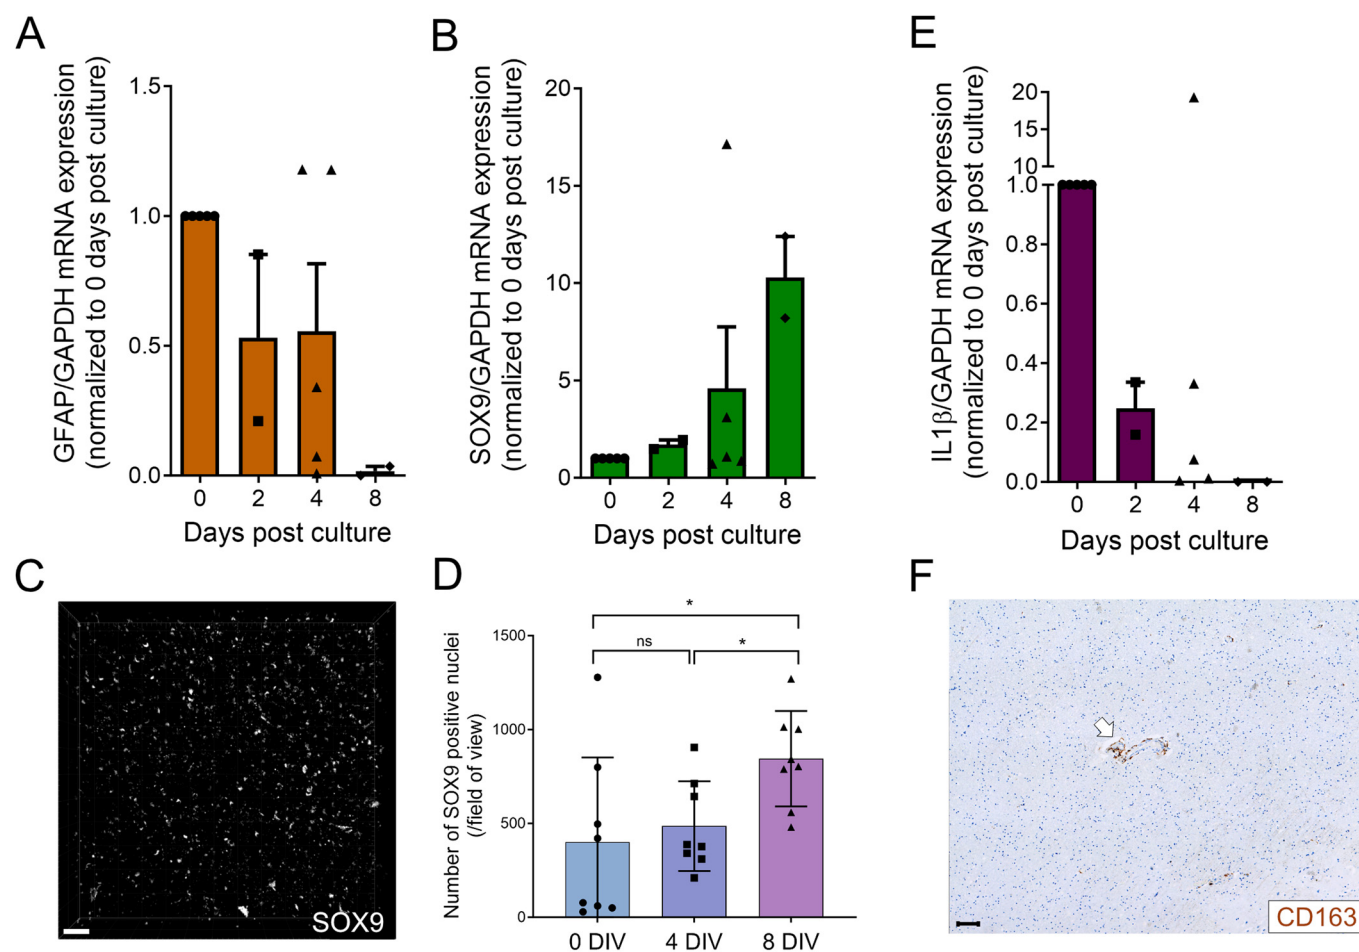 A
GFAP/GAPDH mRNA expression
(normalized to 0 days post culture)
1.5
1.0
0.5
0.0
0 2 4 8
Days post culture
B
SOX9/GAPDH mRNA expression
(normalized to 0 days post culture)
20
15
10
5
0
0 2 4 8
Days post culture
E
IL1β/GAPDH mRNA expression
(normalized to 0 days post culture)
20
15
10
1.0
0.8
0.6
0.4
0.2
0.0
0 2 4 8
Days post culture
C
SOX9
D
Number of SOX9 positive nuclei
(/field of view)
1500
1000
500
0
*
ns
*
0 DIV 4 DIV 8 DIV
F
CD163